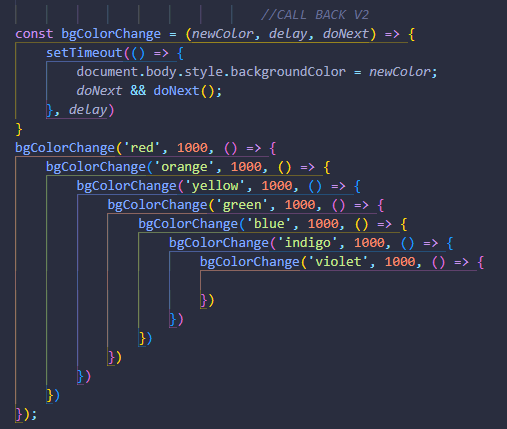 //CALL BACK V2
const bgColorChange = (newColor, delay, doNext) => {
    setTimeout(() => {
        document.body.style.backgroundColor = newColor;
        doNext && doNext();
    }, delay)
}
bgColorChange('red', 1000, () => {
    bgColorChange('orange', 1000, () => {
        bgColorChange('yellow', 1000, () => {
            bgColorChange('green', 1000, () => {
                bgColorChange('blue', 1000, () => {
                    bgColorChange('indigo', 1000, () => {
                        bgColorChange('violet', 1000, () => {
                        })
                    })
                })
            })
        })
    })
});